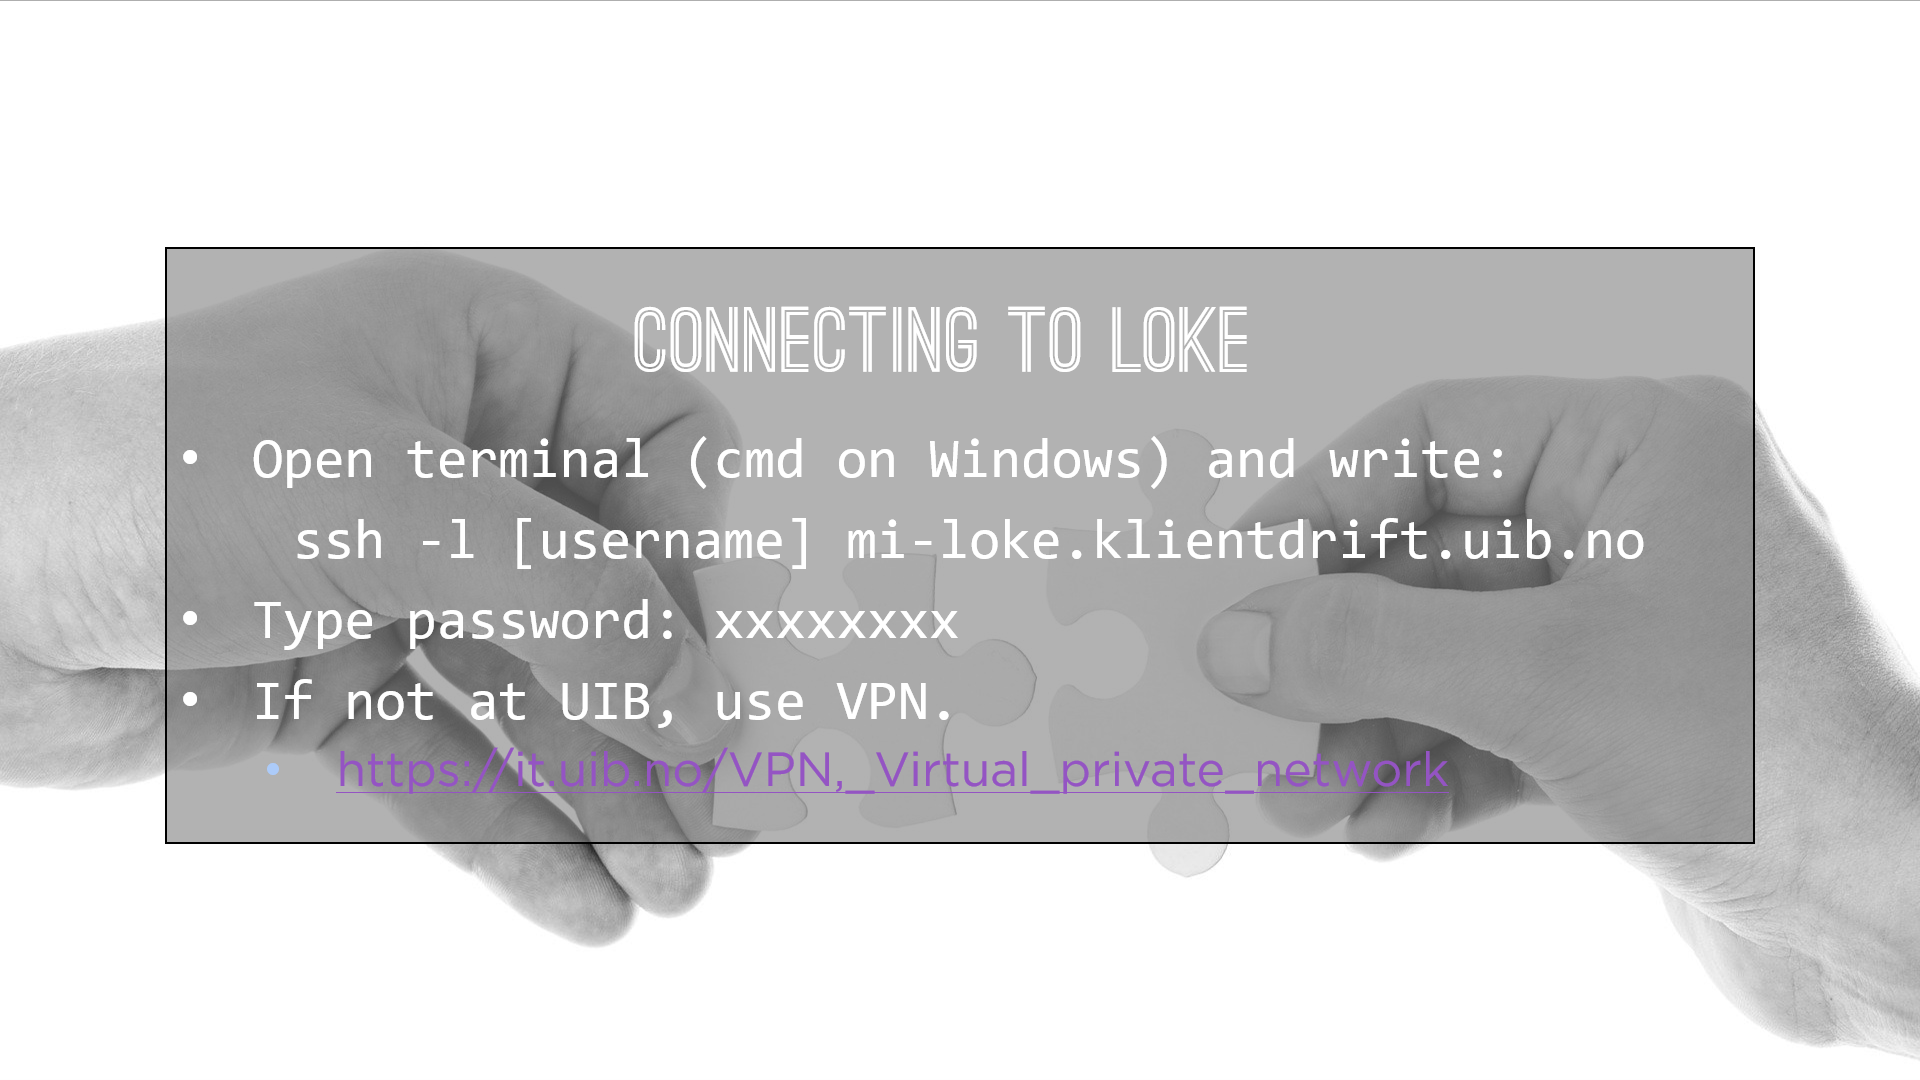 CONNECTING TO LOKE
• Open terminal (cmd on Windows) and write:
ssh -l [username] mi-loke.klientdrift.uib.no
• Type password: xxxxxxxx
• If not at UIB, use VPN.
• https://it.uib.no/VPN,_Virtual_private_network